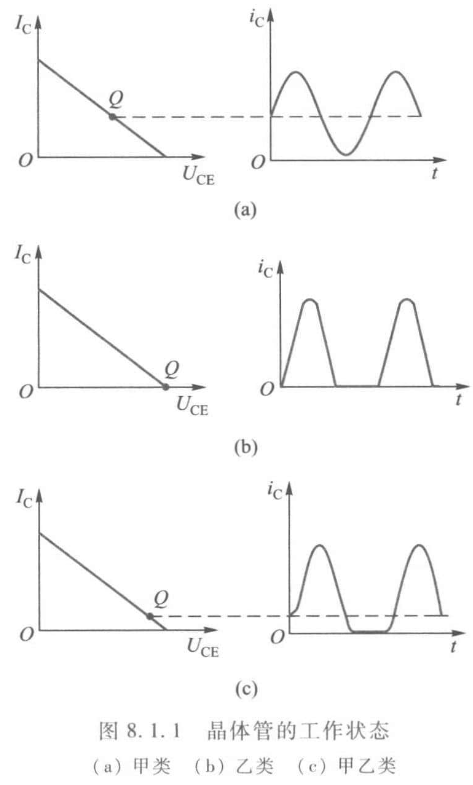 I_C i_C
Q
O U_CE O t
(a)
I_C i_C
Q
O U_CE O t
(b)
I_C i_C
Q
O U_CE O t
(c)
图 8.1.1 晶体管的工作状态
(a) 甲类 (b) 乙类 (c) 甲乙类